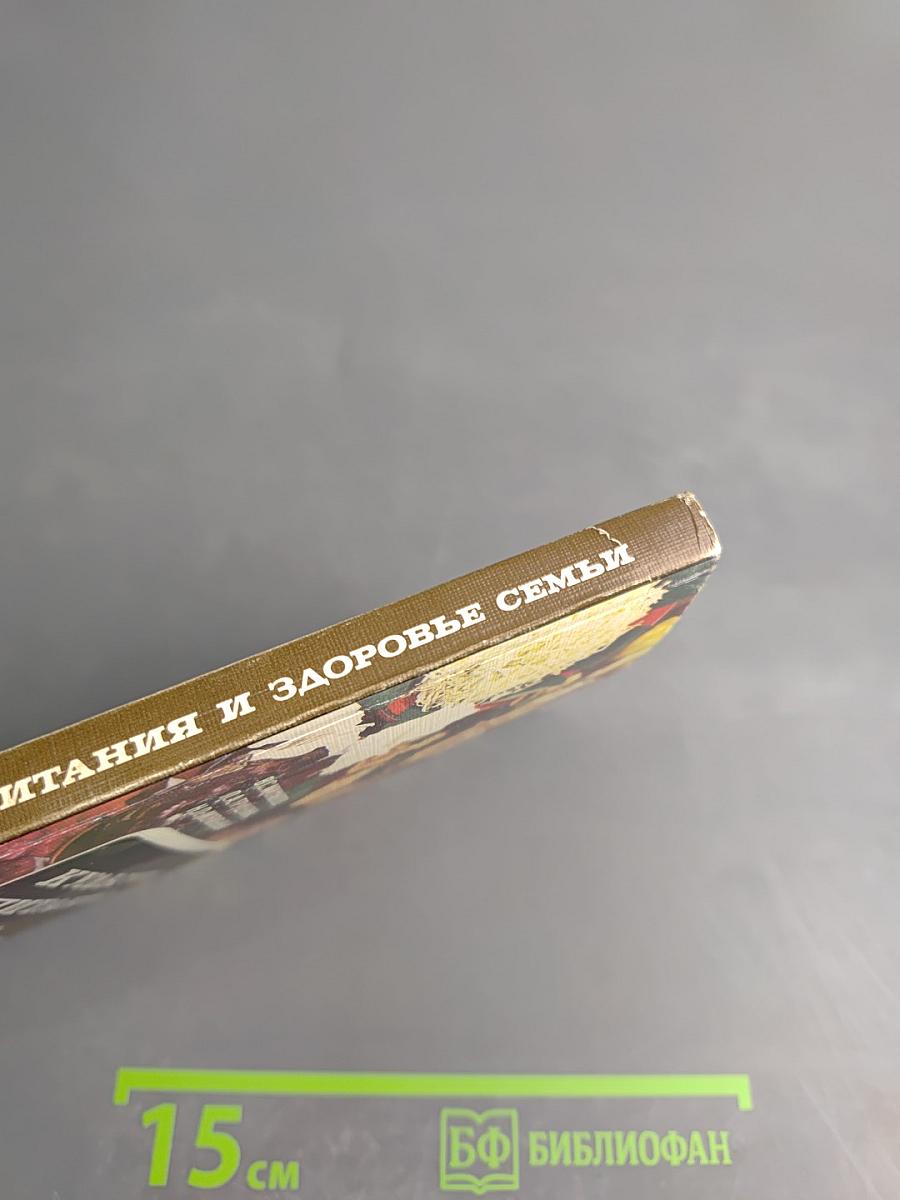 ИТАНИЯ И ЗДОРОВЬЕ СЕМЬИ
15 см
БФ БИБЛИОФАН